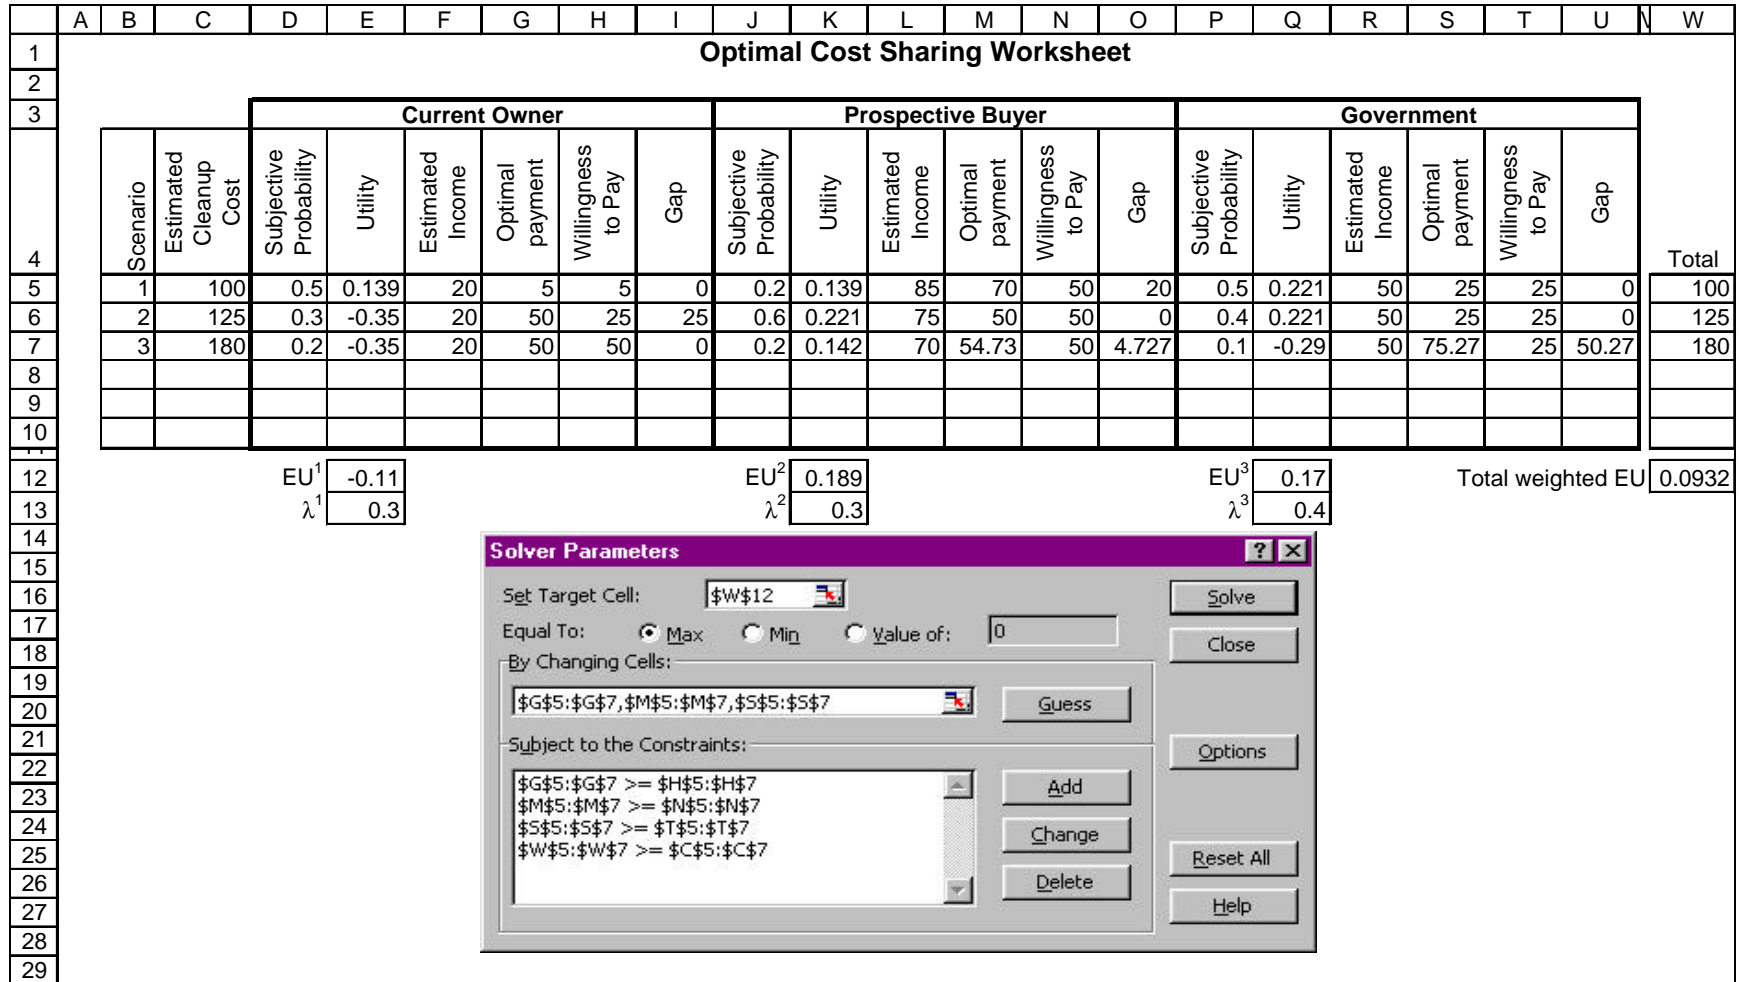 A B C D E F G H I J K L M N O P Q R S T U V W
1 Optimal Cost Sharing Worksheet
2
3 Current Owner Prospective Buyer Government
4 Scenario Estimated Cleanup Cost Subjective Probability Utility Estimated Income Optimal payment Willingness to Pay Gap Subjective Probability Utility Estimated Income Optimal payment Willingness to Pay Gap Subjective Probability Utility Estimated Income Optimal payment Willingness to Pay Gap Total
5 1 100 0.5 0.139 20 5 5 0 0.2 0.139 85 70 50 20 0.5 0.221 50 25 25 0 100
6 2 125 0.3 -0.35 20 50 25 25 0.6 0.221 75 50 50 0 0.4 0.221 50 25 25 0 125
7 3 180 0.2 -0.35 20 50 50 0 0.2 0.142 70 54.73 50 4.727 0.1 -0.29 50 75.27 25 50.27 180
8
9
10
12 EU¹ -0.11 EU² 0.189 EU³ 0.17 Total weighted EU 0.0932
13 λ¹ 0.3 λ² 0.3 λ³ 0.4
14 Solver Parameters ? ×
15
16 Set Target Cell: $W$12 Solve
17 Equal To: Max Min Value of: 0
18 Close
19 By Changing Cells:
20 $G$5:$G$7,$M$5:$M$7,$S$5:$S$7 Guess
21 Subject to the Constraints: Options
22 $G$5:$G$7 >= $H$5:$H$7
23 $M$5:$M$7 >= $N$5:$N$7 Add
24 $S$5:$S$7 >= $T$5:$T$7 Change
25 $W$5:$W$7 >= $C$5:$C$7 Reset All
26 Delete
27 Help
28
29